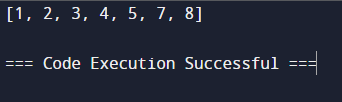 [1, 2, 3, 4, 5, 7, 8]
=== Code Execution Successful ===